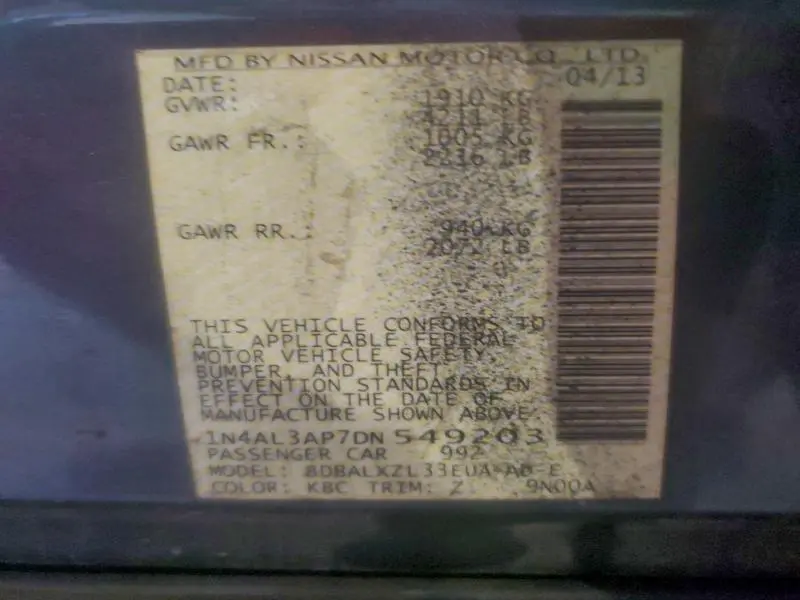 MFD BY NISSAN MOTOR CO., LTD.
DATE: 04/13
GVWR: 1910 KG
4211 LB
GAWR FR.: 1005 KG
2216 LB
GAWR RR.: 940 KG
2072 LB
THIS VEHICLE CONFORMS TO
ALL APPLICABLE FEDERAL
MOTOR VEHICLE SAFETY,
BUMPER, AND THEFT
PREVENTION STANDARDS IN
EFFECT ON THE DATE OF
MANUFACTURE SHOWN ABOVE.
1N4AL3AP7DN 549203
PASSENGER CAR 992
MODEL: BDBALXZL33EUA-AD-E
COLOR: KBC TRIM: Z 9N00A